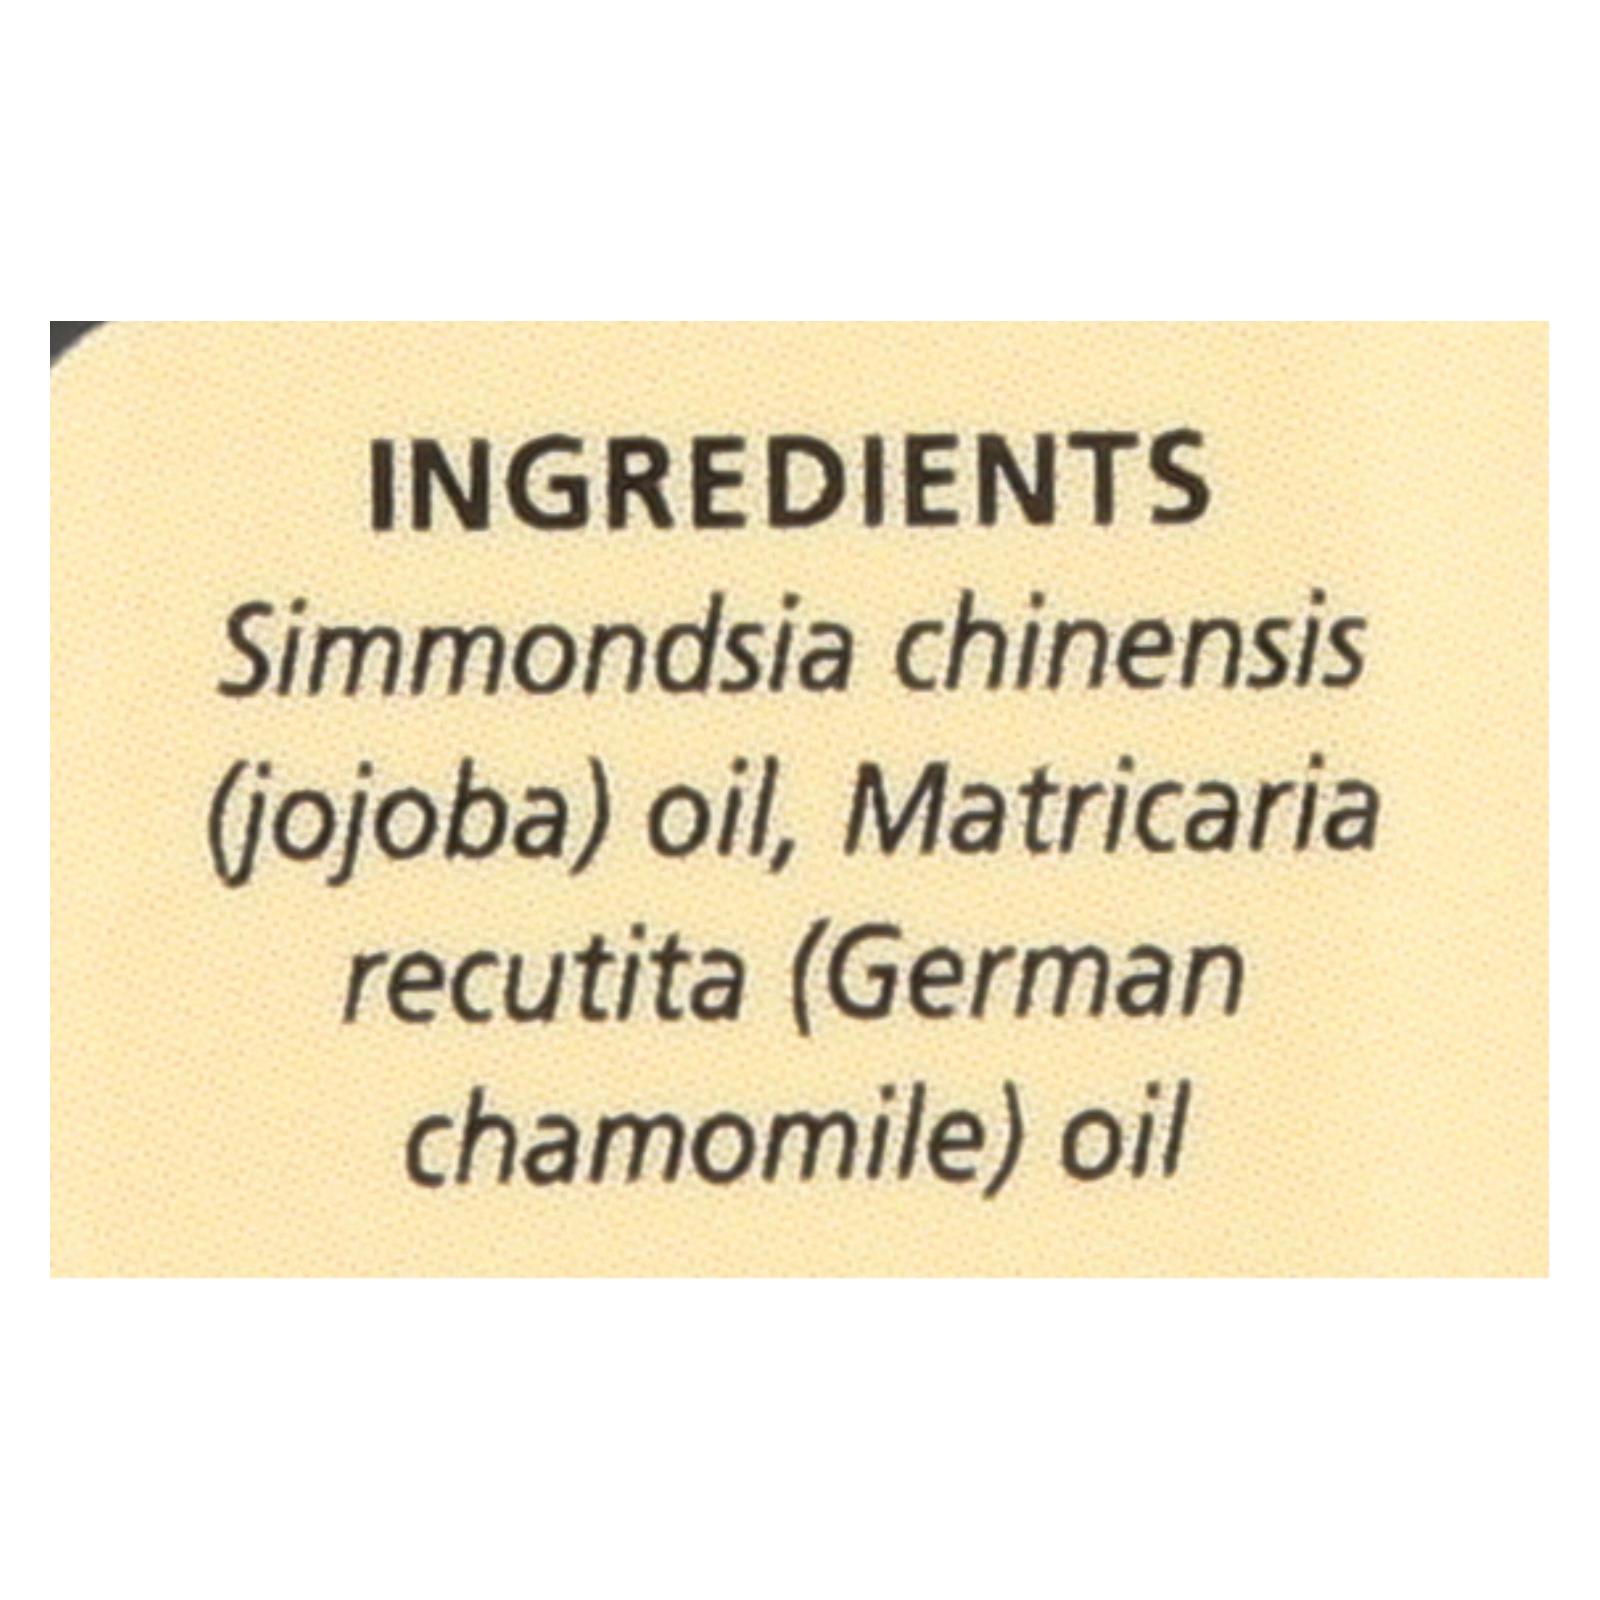 INGREDIENTS
Simmondsia chinensis
(jojoba) oil, Matricaria
recutita (German
chamomile) oil